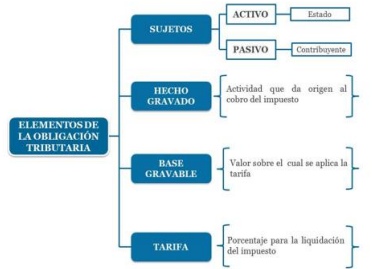 SUJETOS
ACTIVO
Estado
PASIVO
Contribuyente
HECHO
GRAVADO
Actividad que da origen al
cobro del impuesto
ELEMENTOS DE
LA OBLIGACIÓN
TRIBUTARIA
BASE
GRAVABLE
Valor sobre el cual se aplica la
tarifa
TARIFA
Porcentaje para la liquidación
del impuesto